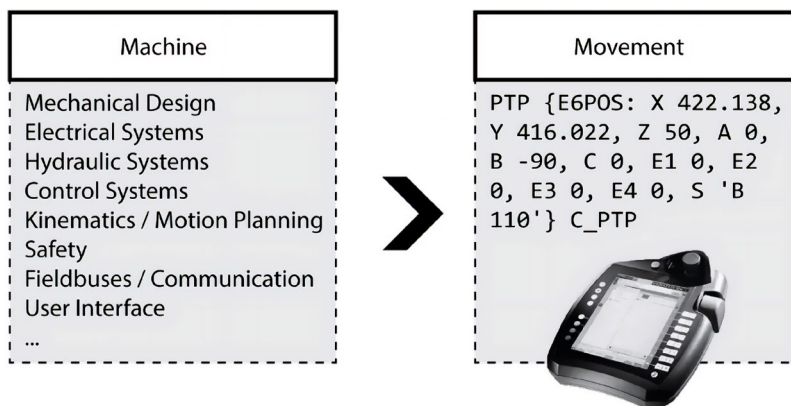 Machine
Mechanical Design
Electrical Systems
Hydraulic Systems
Control Systems
Kinematics / Motion Planning
Safety
Fieldbuses / Communication
User Interface
...
Movement
PTP {E6POS: X 422.138,
Y 416.022, Z 50, A 0,
B -90, C 0, E1 0, E2
0, E3 0, E4 0, S 'B
110'} C_PTP